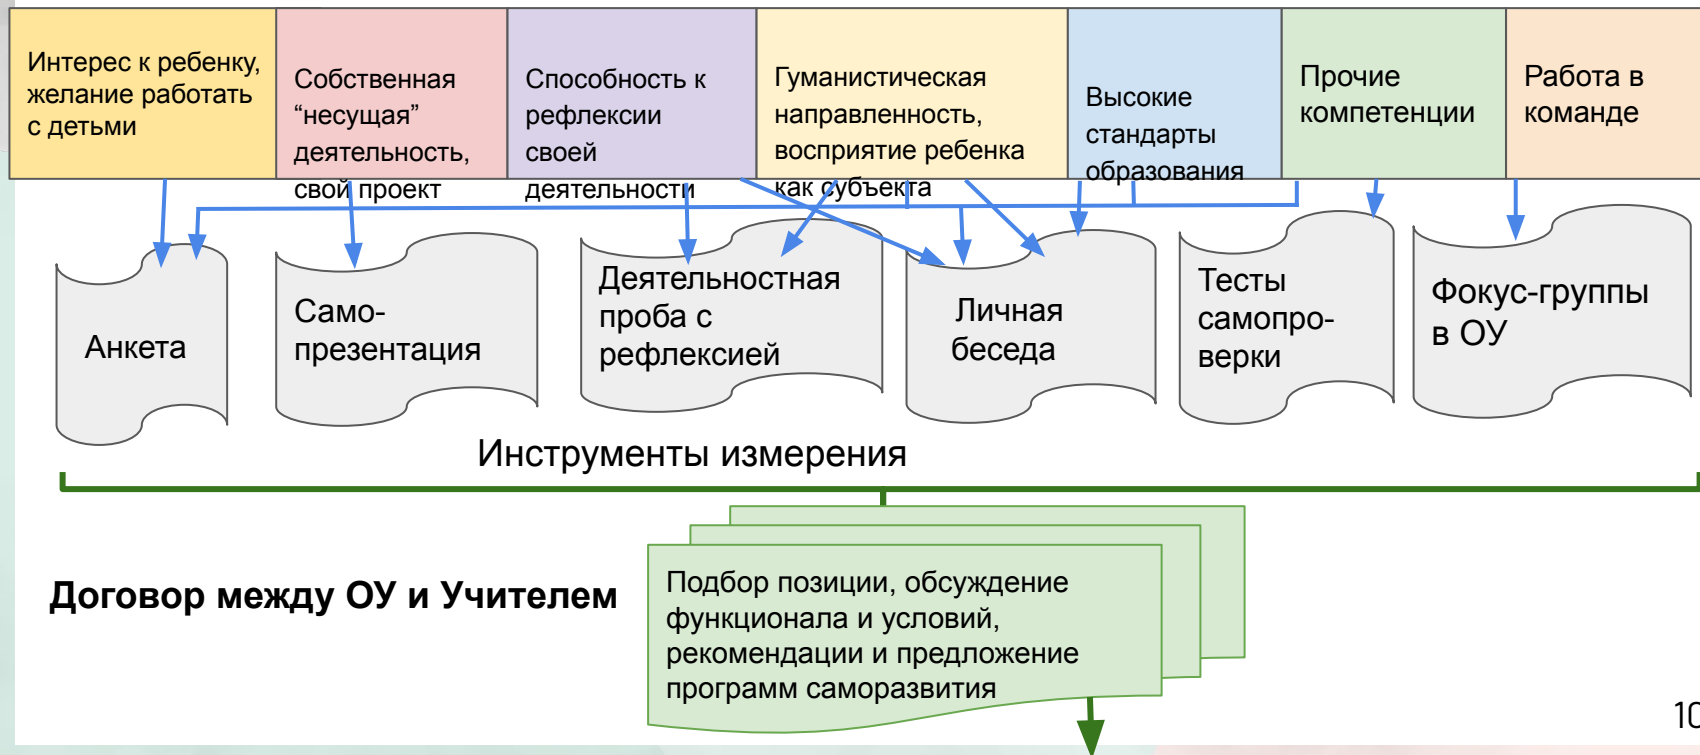 Интерес к ребенку,
желание работать
с детьми
Собственная
“несущая”
деятельность,
свой проект
Способность к
рефлексии
своей
деятельности
Гуманистическая
направленность,
восприятие ребенка
как субъекта
Высокие
стандарты
образования
Прочие
компетенции
Работа в
команде
Анкета
Само-
презентация
Деятельностная
проба с
рефлексией
Личная
беседа
Тесты
самопро-
верки
Фокус-группы
в ОУ
Инструменты измерения
Договор между ОУ и Учителем
Подбор позиции, обсуждение
функционала и условий,
рекомендации и предложение
программ саморазвития
10